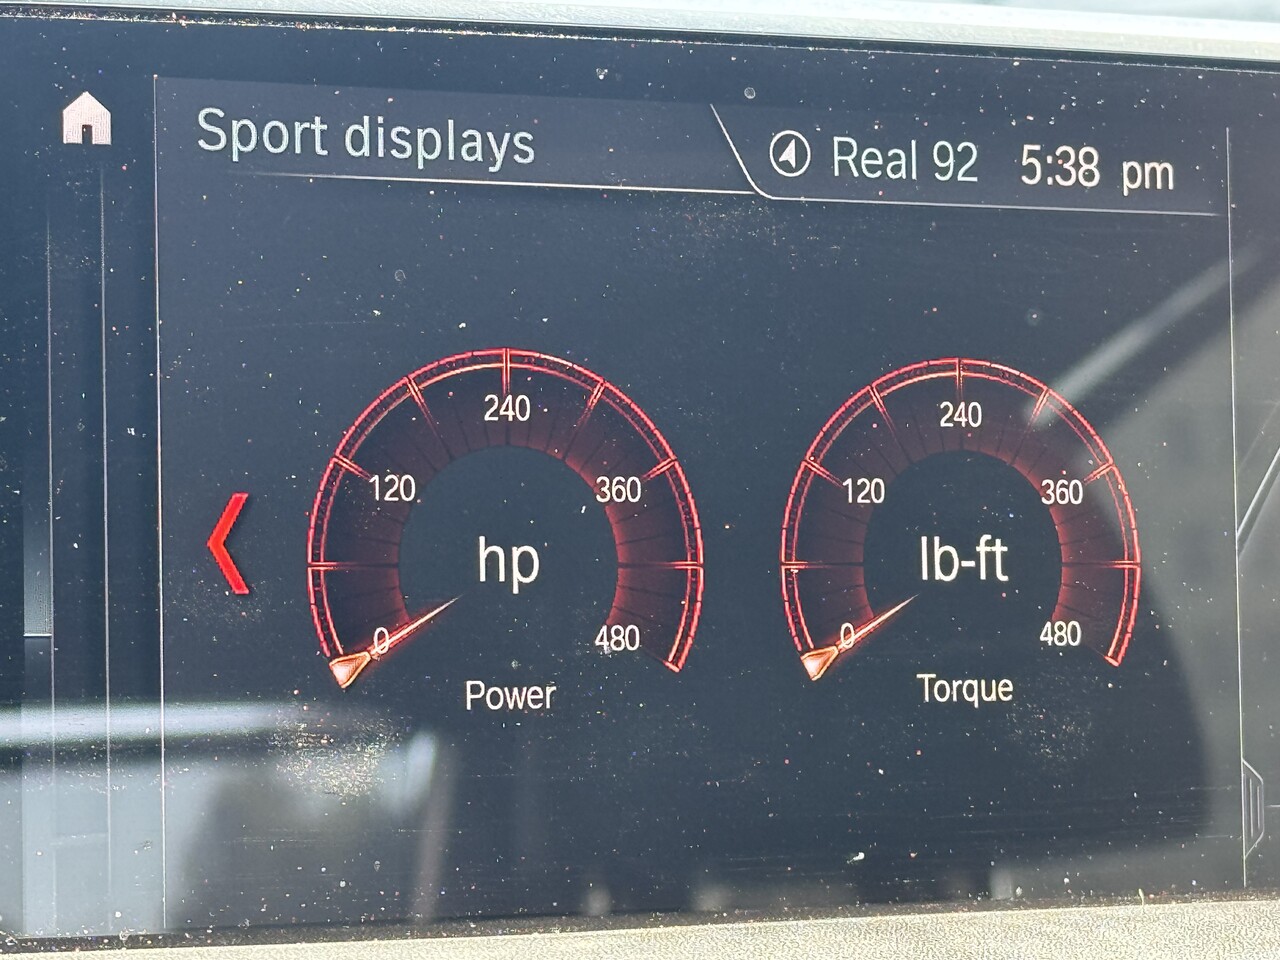 Sport displays
Real 92 5:38 pm
240
120
360
hp
0
480
Power
240
120
360
lb-ft
0
480
Torque